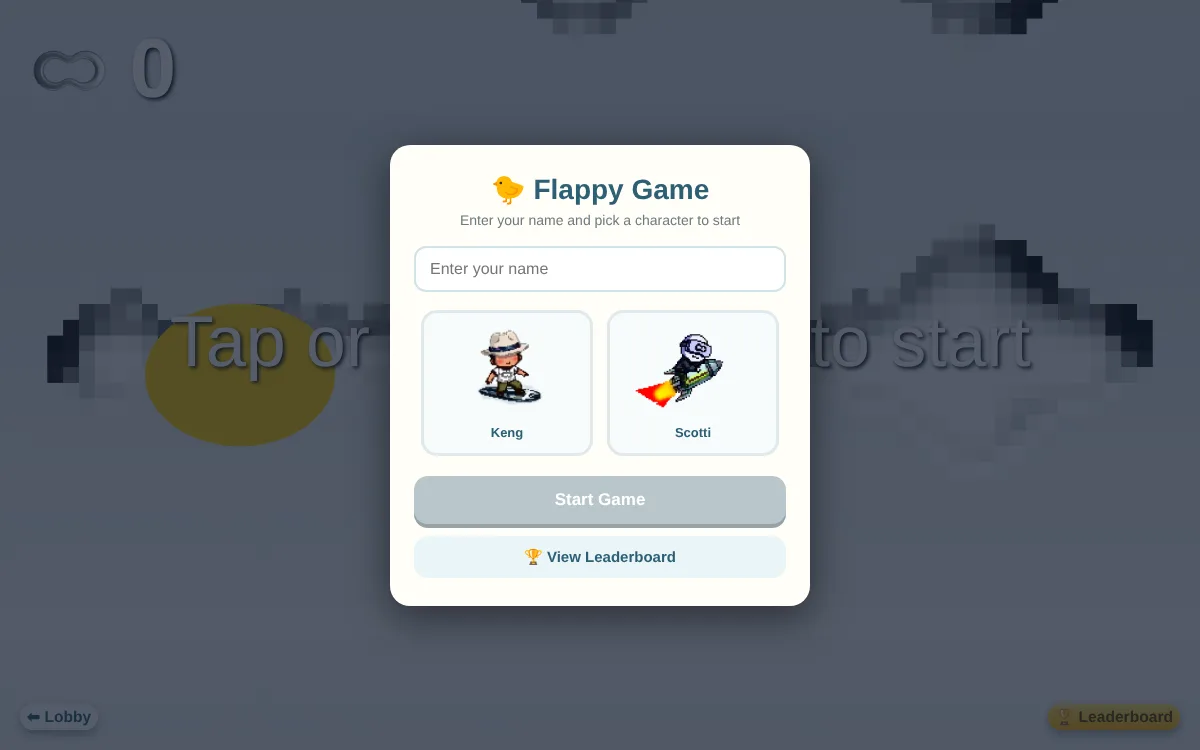 0
Flappy Game
Enter your name and pick a character to start
Enter your name
Tap or
to start
Keng
Scotti
Start Game
View Leaderboard
Lobby
Leaderboard